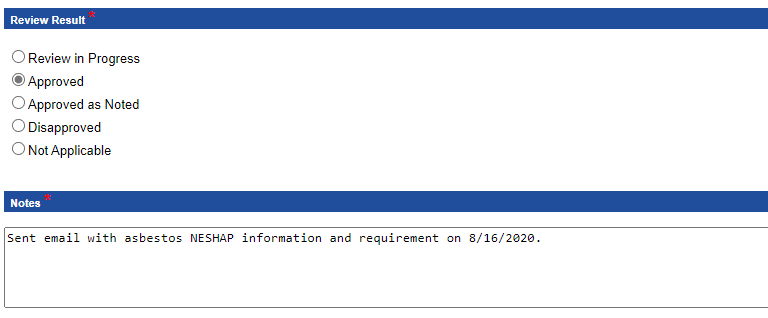 Review Result *
Review in Progress
Approved
Approved as Noted
Disapproved
Not Applicable
Notes *
Sent email with asbestos NESHAP information and requirement on 8/16/2020.